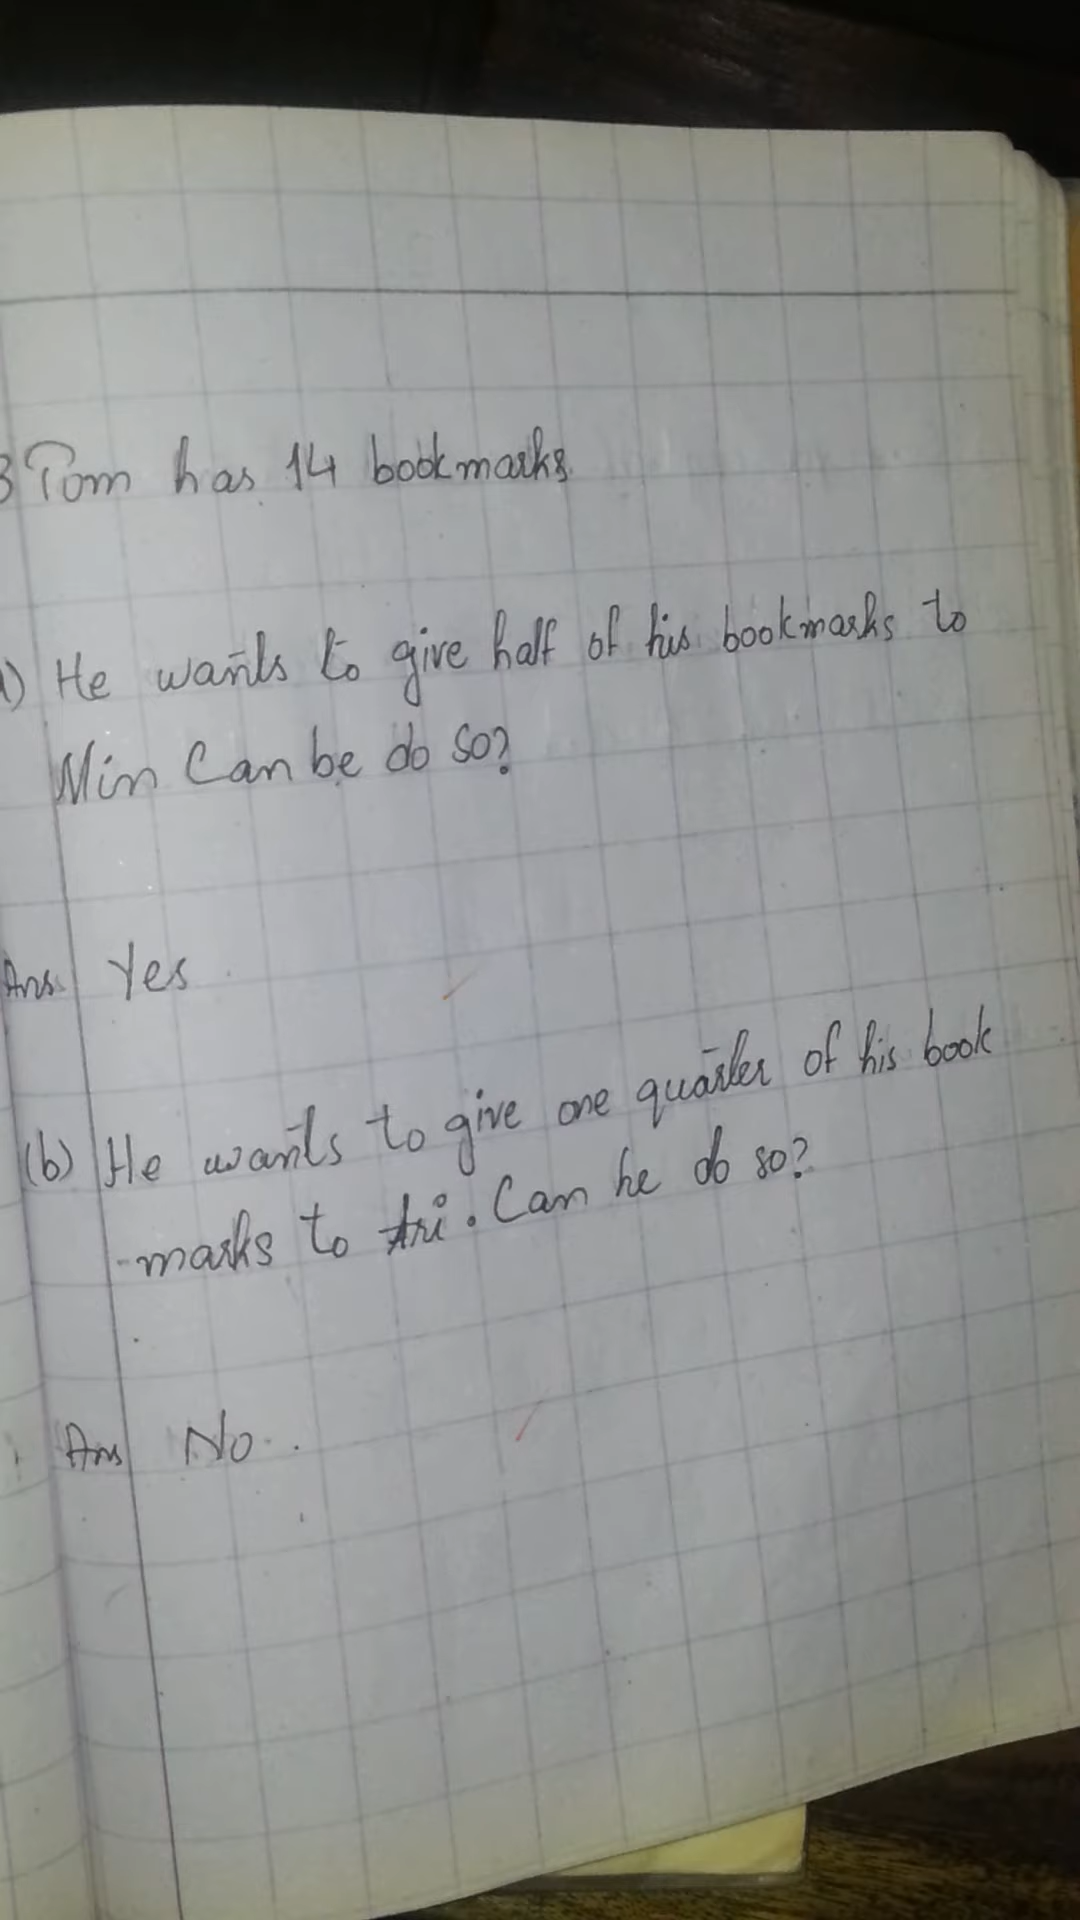 3 Tom has 14 bookmarks.
) He wants to give half of his bookmarks to
Min Can be do so?
Ans Yes
(b) He wants to give one quarter of his book
-marks to Ari. Can he do so?
Ans No.